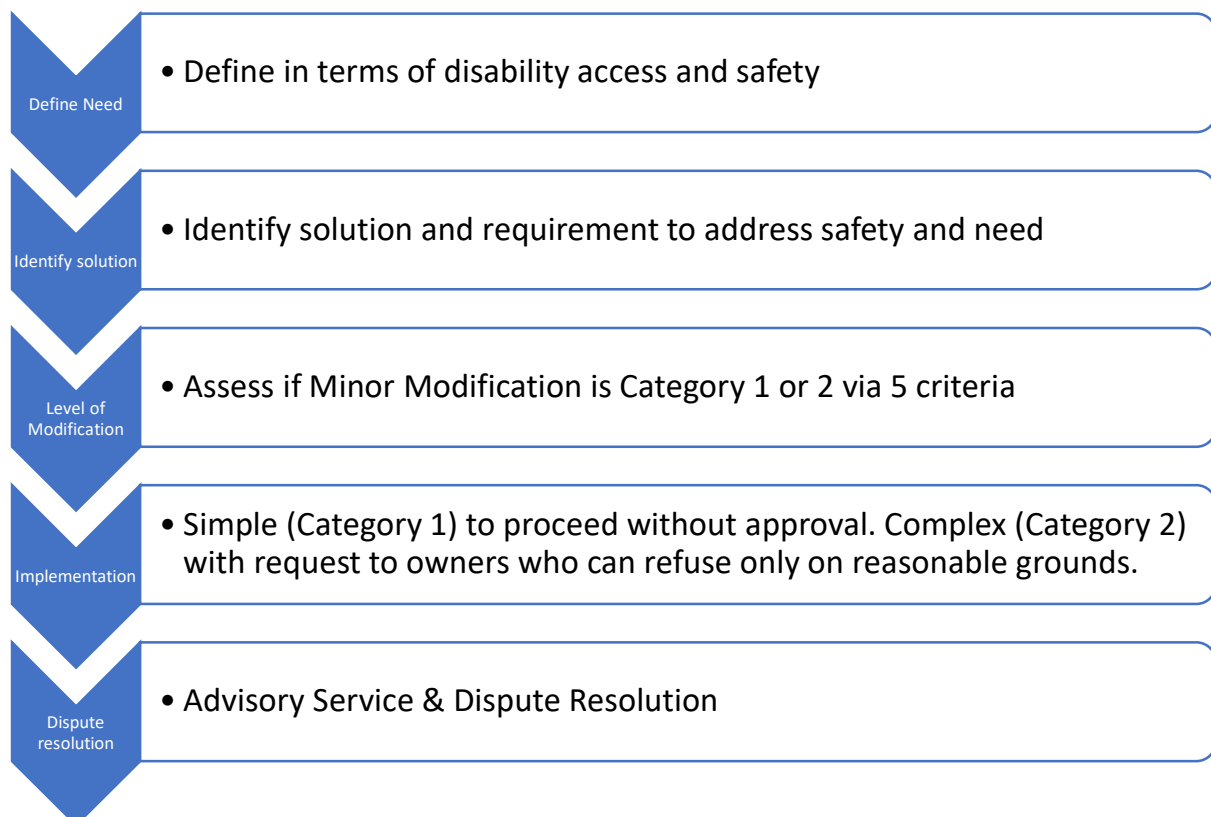 Define Need
• Define in terms of disability access and safety
Identify solution
• Identify solution and requirement to address safety and need
Level of
Modification
• Assess if Minor Modification is Category 1 or 2 via 5 criteria
Implementation
• Simple (Category 1) to proceed without approval. Complex (Category 2)
with request to owners who can refuse only on reasonable grounds.
Dispute
resolution
• Advisory Service & Dispute Resolution